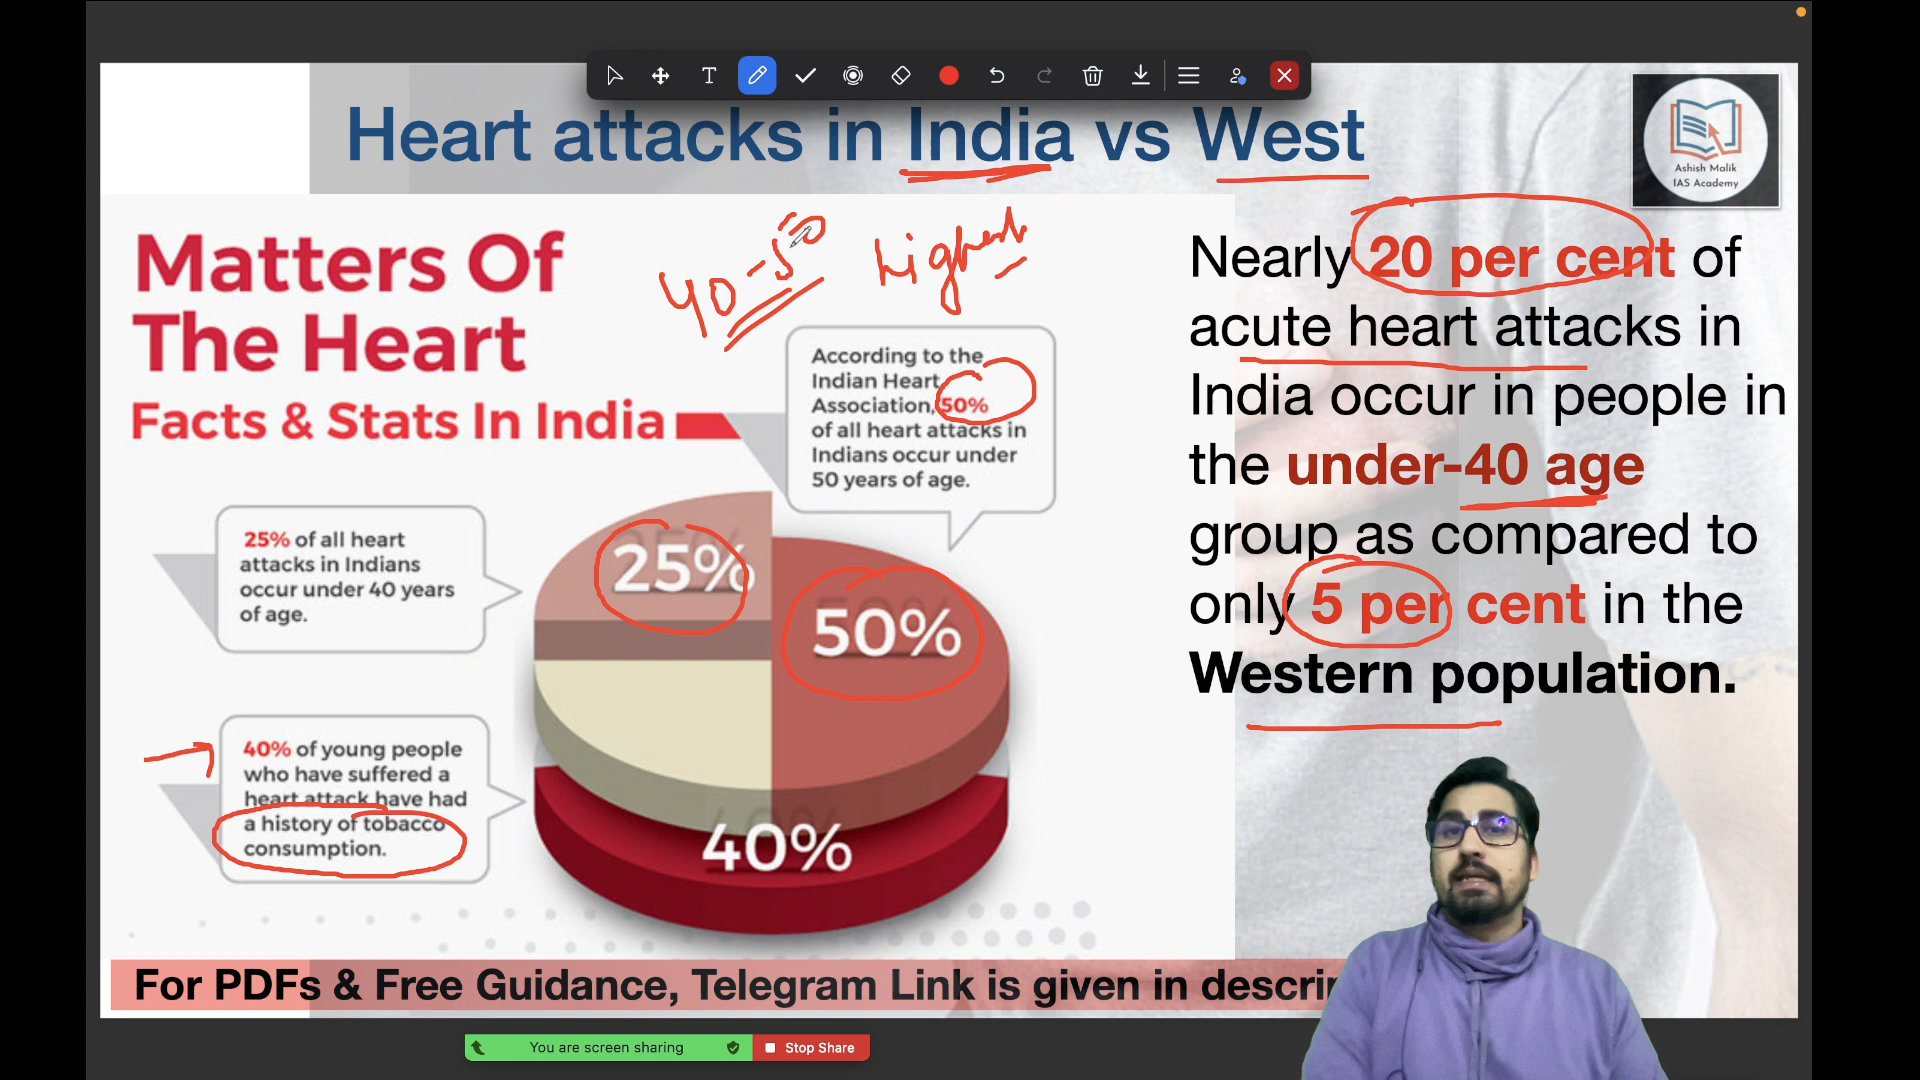 Heart attacks in India vs West
Ashish Malik
IAS Academy
Matters Of
The Heart
Facts & Stats In India
40-50 highest
According to the
Indian Heart
Association, 50%
of all heart attacks in
Indians occur under
50 years of age.
25% of all heart
attacks in Indians
occur under 40 years
of age.
25%
50%
40% of young people
who have suffered a
heart attack have had
a history of tobacco
consumption.
40%
Nearly 20 per cent of
acute heart attacks in
India occur in people in
the under-40 age
group as compared to
only 5 per cent in the
Western population.
For PDFs & Free Guidance, Telegram Link is given in descrip
You are screen sharing
Stop Share